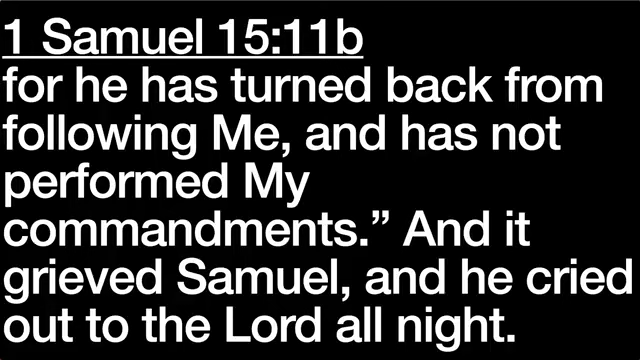 1 Samuel 15:11b
for he has turned back from
following Me, and has not
performed My
commandments.” And it
grieved Samuel, and he cried
out to the Lord all night.